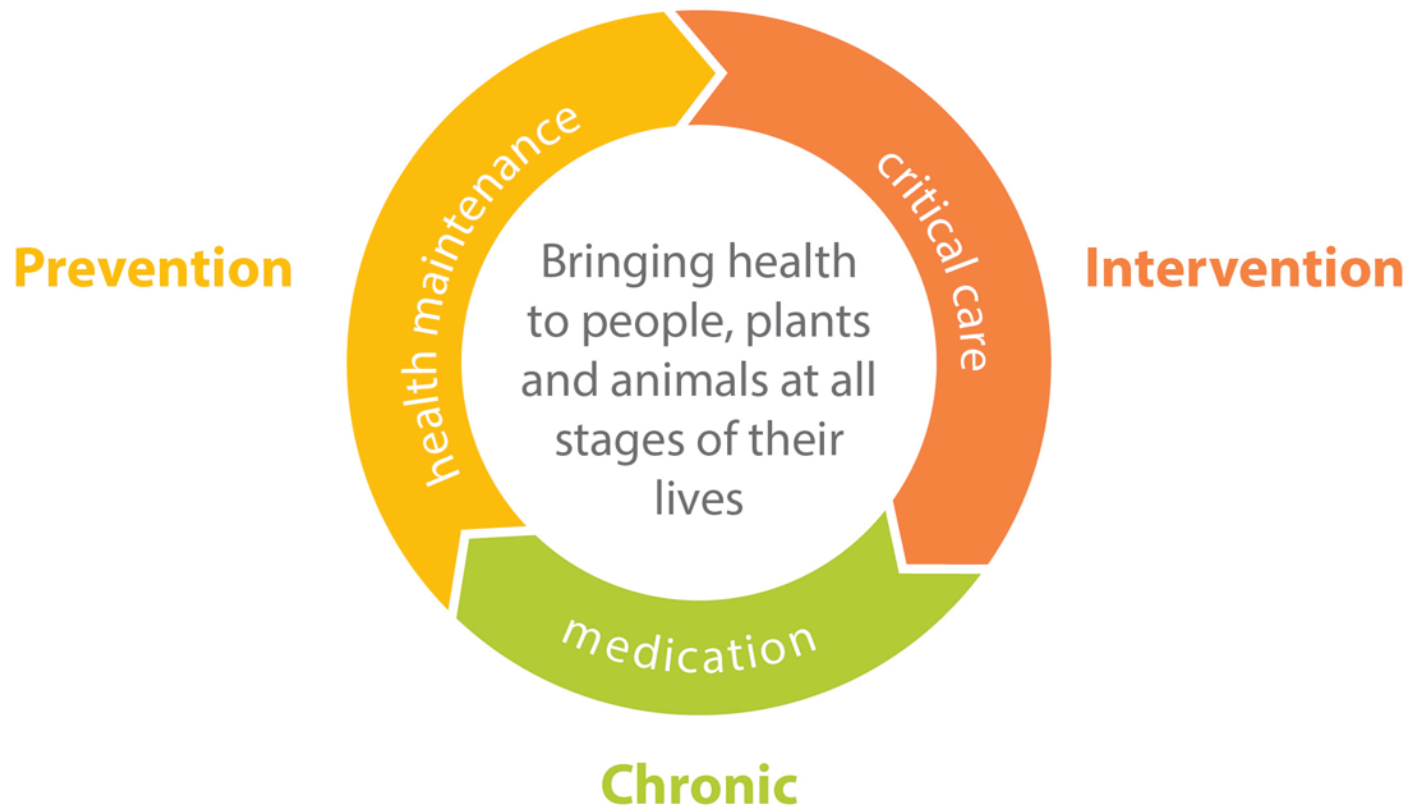 Prevention
health maintenance
critical care
Intervention
Bringing health
to people, plants
and animals at all
stages of their
lives
medication
Chronic